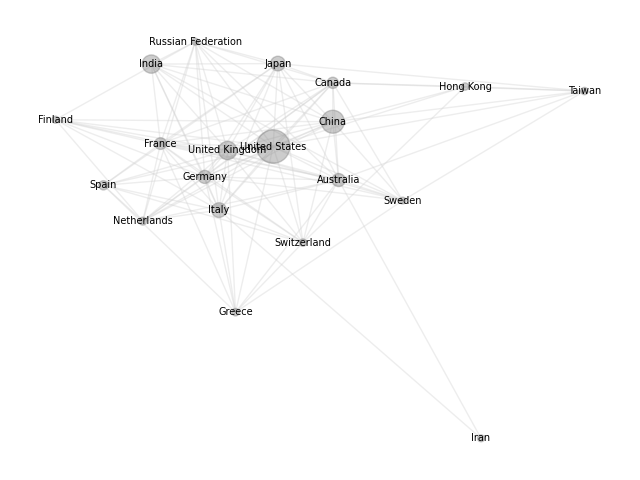 Russian Federation
India
Japan
Canada
Hong Kong
Taiwan
Finland
China
France
United Kingdom
United States
Spain
Germany
Australia
Sweden
Netherlands
Italy
Switzerland
Greece
Iran